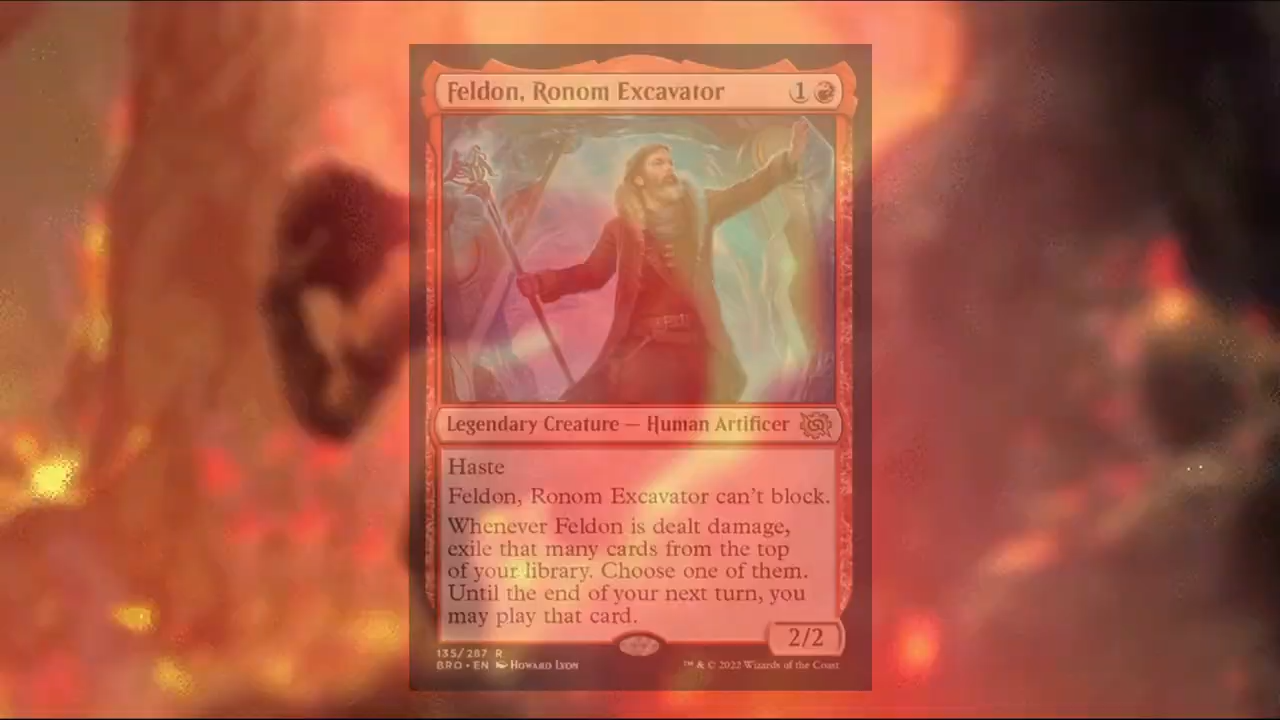 Feldon, Ronom Excavator 1
Legendary Creature — Human Artificer
Haste
Feldon, Ronom Excavator can't block.
Whenever Feldon is dealt damage,
exile that many cards from the top
of your library. Choose one of them.
Until the end of your next turn, you
may play that card.
2/2
135/287 R
BRO • EN Howard Lyon ™ & © 2022 Wizards of the Coast